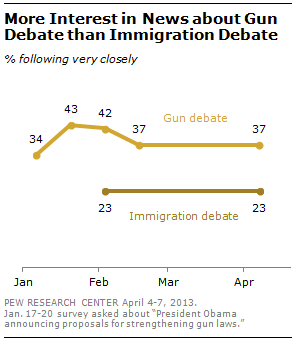 More Interest in News about Gun
Debate than Immigration Debate
% following very closely
43
42
Gun debate
34
37
37
23
Immigration debate
23
Jan
Feb
Mar
Apr
PEW RESEARCH CENTER April 4-7, 2013.
Jan. 17-20 survey asked about "President Obama
announcing proposals for strengthening gun laws."